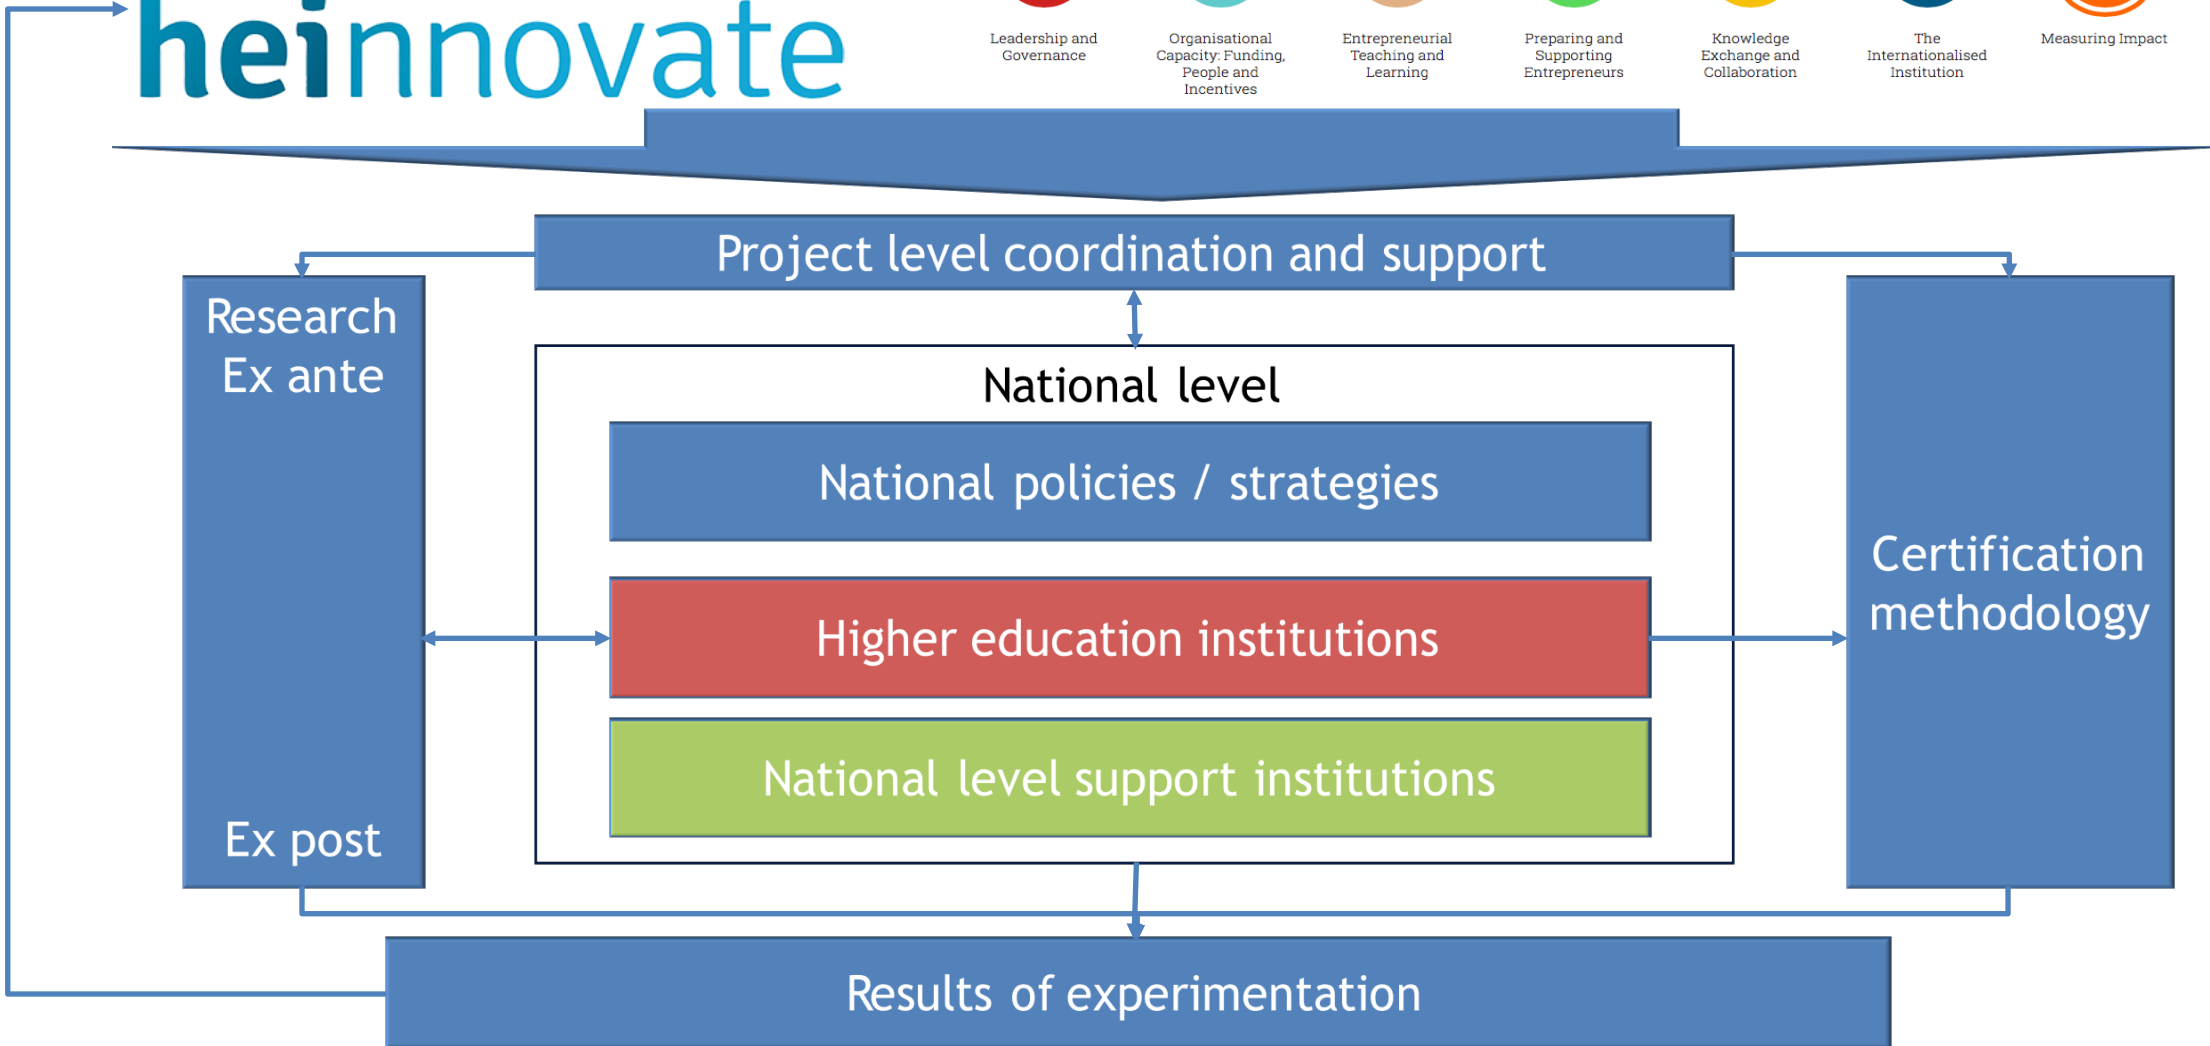 heinnovate
Leadership and
Governance
Organisational
Capacity: Funding,
People and
Incentives
Entrepreneurial
Teaching and
Learning
Preparing and
Supporting
Entrepreneurs
Knowledge
Exchange and
Collaboration
The
Internationalised
Institution
Measuring Impact
Project level coordination and support
Research
Ex ante
Ex post
National level
National policies / strategies
Higher education institutions
National level support institutions
Certification
methodology
Results of experimentation